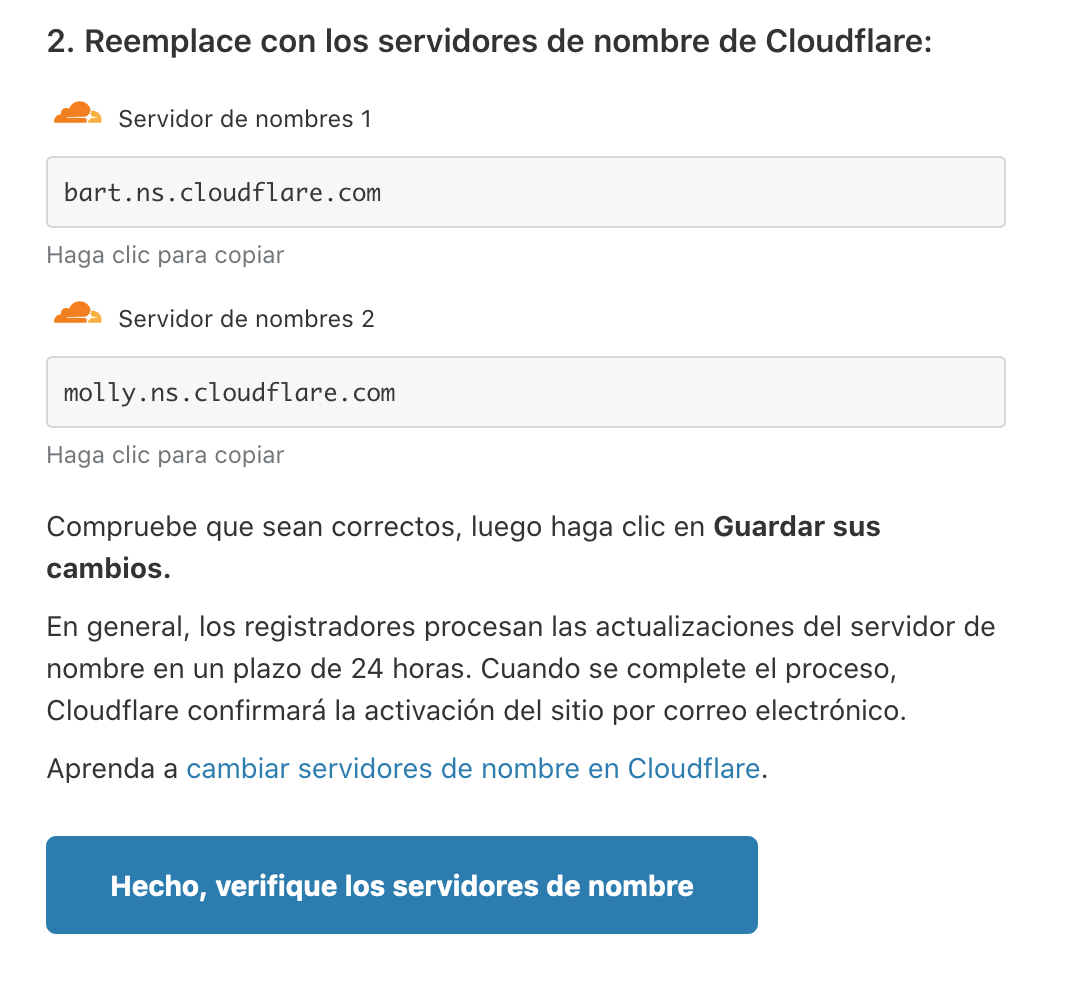 2. Reemplace con los servidores de nombre de Cloudflare:
Servidor de nombres 1
bart.ns.cloudflare.com
Haga clic para copiar
Servidor de nombres 2
molly.ns.cloudflare.com
Haga clic para copiar
Compruebe que sean correctos, luego haga clic en Guardar sus
cambios.
En general, los registradores procesan las actualizaciones del servidor de
nombre en un plazo de 24 horas. Cuando se complete el proceso,
Cloudflare confirmará la activación del sitio por correo electrónico.
Aprenda a cambiar servidores de nombre en Cloudflare.
Hecho, verifique los servidores de nombre